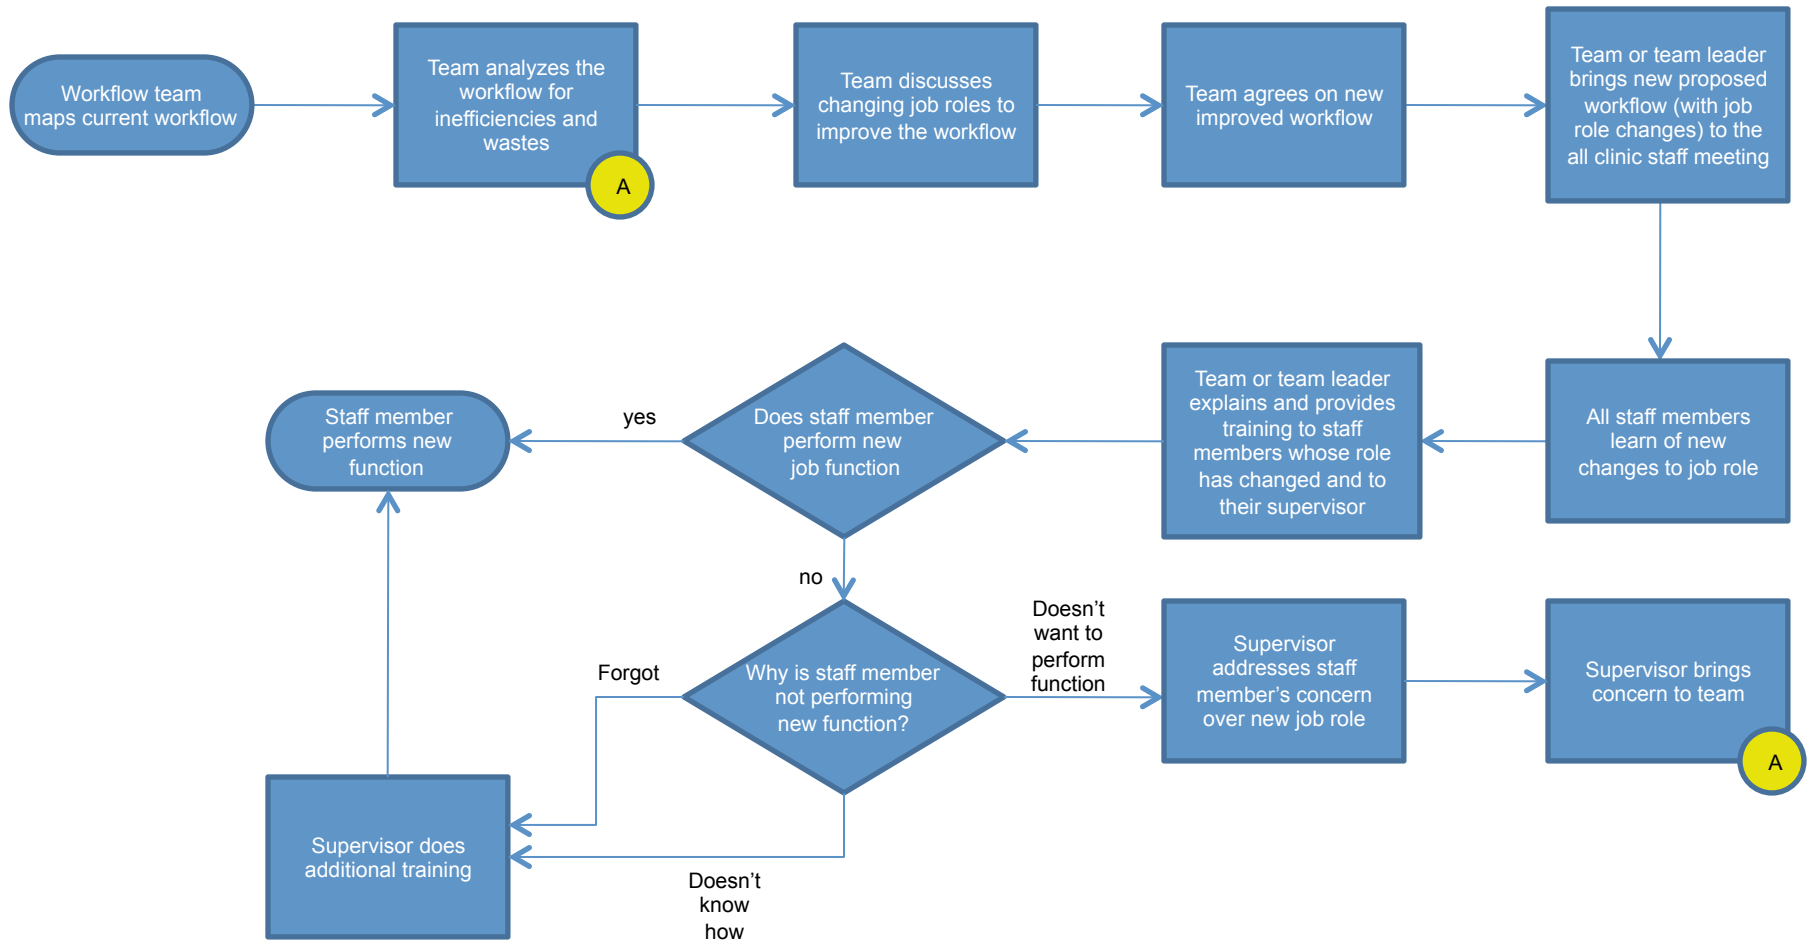 Workflow team
maps current workflow
Team analyzes the
workflow for
inefficiencies and
wastes
A
Team discusses
changing job roles to
improve the workflow
Team agrees on new
improved workflow
Team or team leader
brings new proposed
workflow (with job
role changes) to the
all clinic staff meeting
All staff members
learn of new
changes to job role
Team or team leader
explains and provides
training to staff
members whose role
has changed and to
their supervisor
Does staff member
perform new
job function
yes
Staff member
performs new
function
no
Why is staff member
not performing
new function?
Forgot
Doesn't
know
how
Supervisor does
additional training
Doesn't
want to
perform
function
Supervisor
addresses staff
member's concern
over new job role
Supervisor brings
concern to team
A